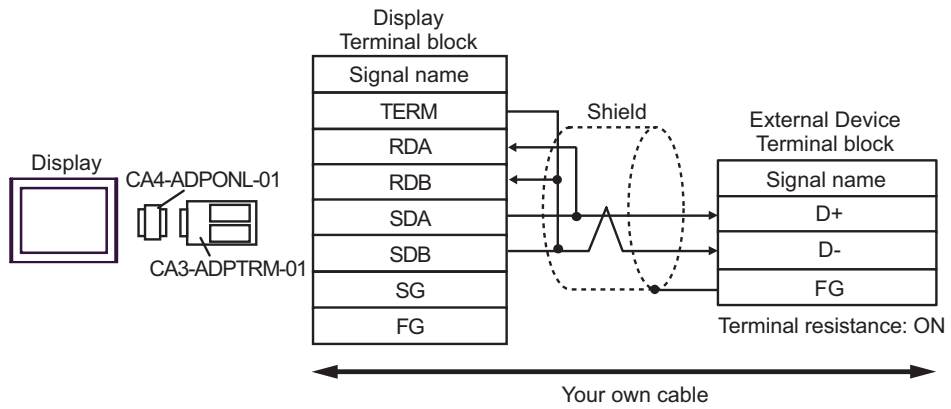 Display
Terminal block
Signal name
TERM
RDA
RDB
SDA
SDB
SG
FG
Shield
External Device
Terminal block
Signal name
D+
D-
FG
Terminal resistance: ON
Display
CA4-ADPONL-01
CA3-ADPTRM-01
Your own cable